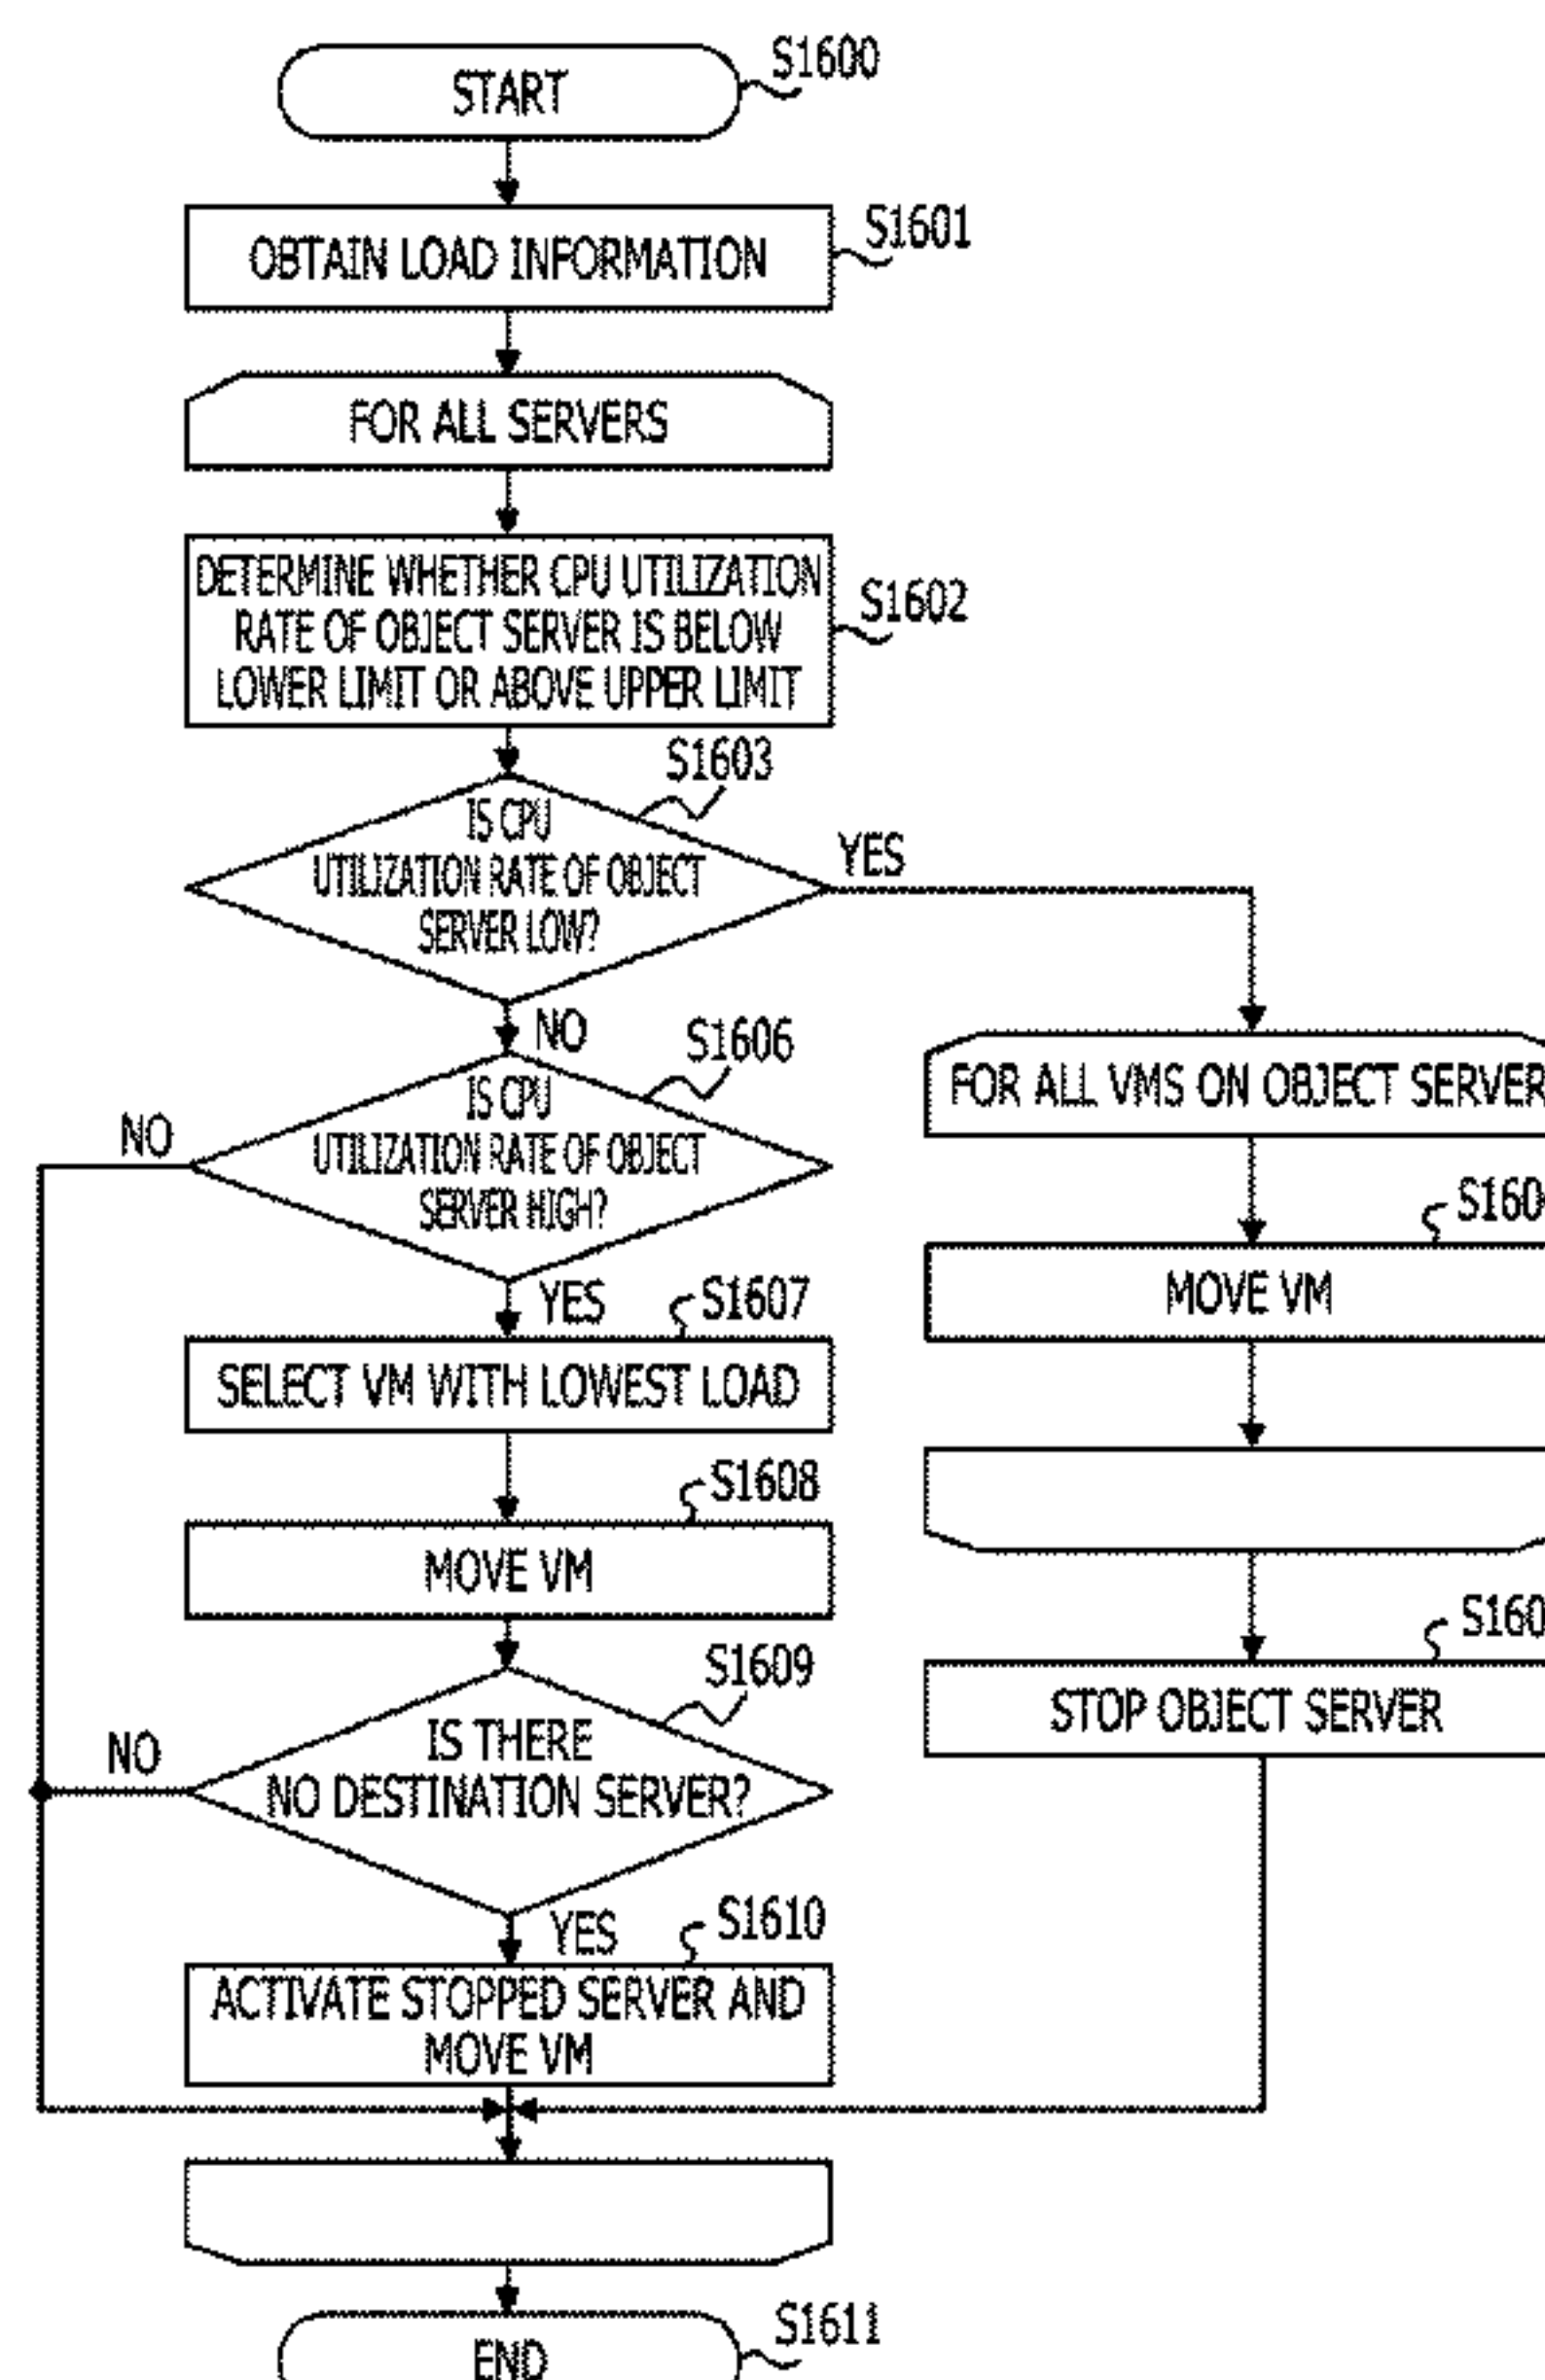 START
S1600
OBTAIN LOAD INFORMATION
S1601
FOR ALL SERVERS
DETERMINE WHETHER CPU UTILIZATION
RATE OF OBJECT SERVER IS BELOW
LOWER LIMIT OR ABOVE UPPER LIMIT
S1602
S1603
IS CPU
UTILIZATION RATE OF OBJECT
SERVER LOW?
YES
NO
S1606
IS CPU
UTILIZATION RATE OF OBJECT
SERVER HIGH?
NO
YES
FOR ALL VMS ON OBJECT SERVER
S160
MOVE VM
S1607
SELECT VM WITH LOWEST LOAD
S1608
MOVE VM
S160
STOP OBJECT SERVER
S1609
IS THERE
NO DESTINATION SERVER?
NO
YES
S1610
ACTIVATE STOPPED SERVER AND
MOVE VM
END
S1611